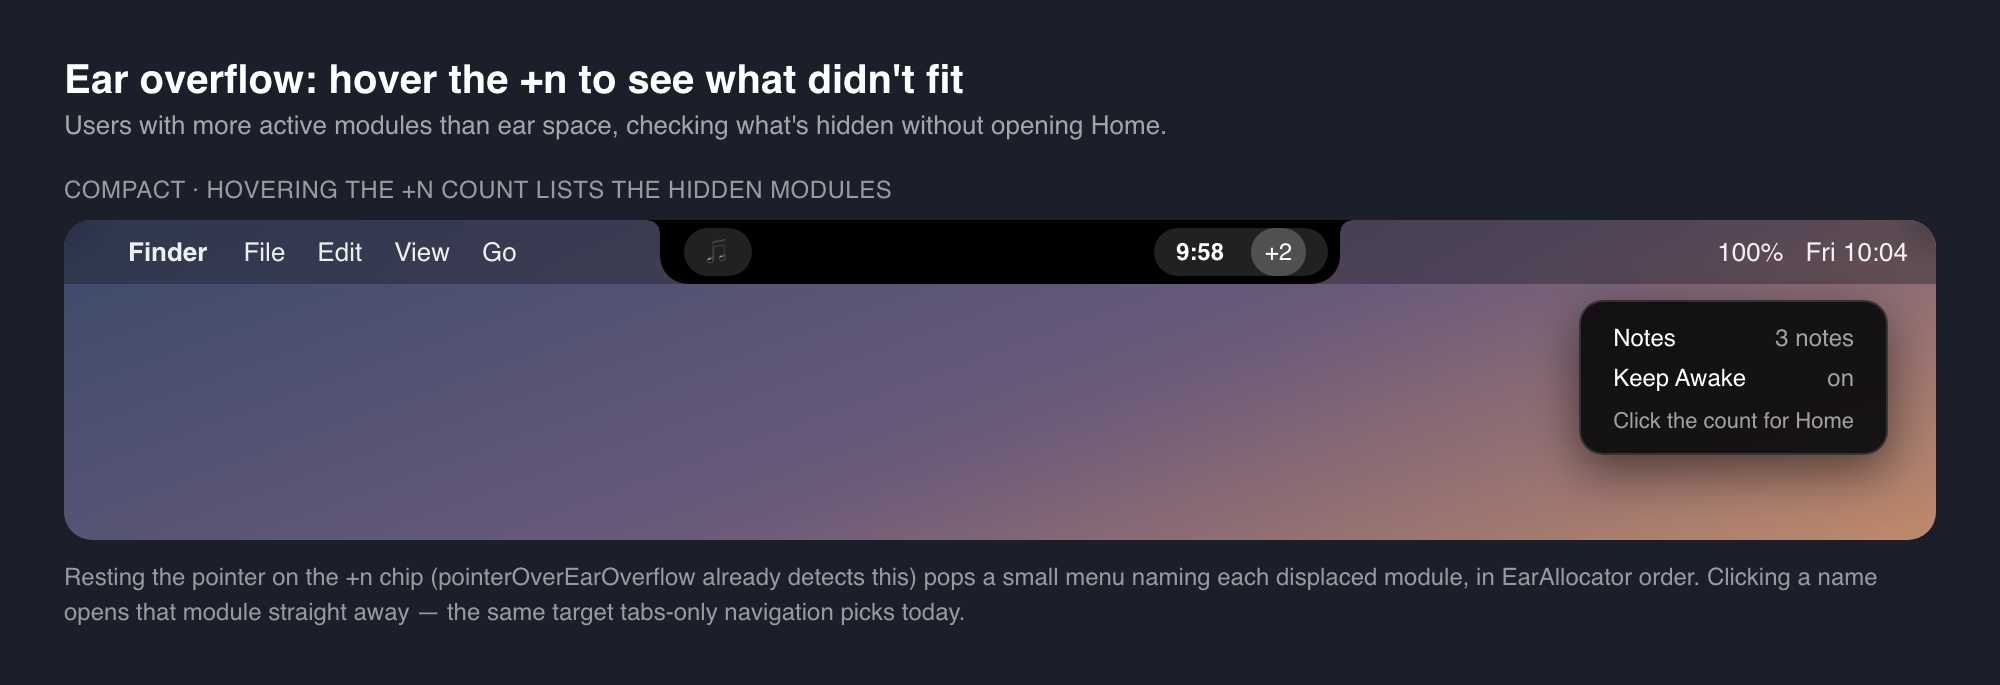 Ear overflow: hover the +n to see what didn't fit
Users with more active modules than ear space, checking what's hidden without opening Home.
COMPACT · HOVERING THE +N COUNT LISTS THE HIDDEN MODULES
Finder File Edit View Go 9:58 +2 100% Fri 10:04
Notes 3 notes
Keep Awake on
Click the count for Home
Resting the pointer on the +n chip (pointerOverEarOverflow already detects this) pops a small menu naming each displaced module, in EarAllocator order. Clicking a name
opens that module straight away — the same target tabs-only navigation picks today.